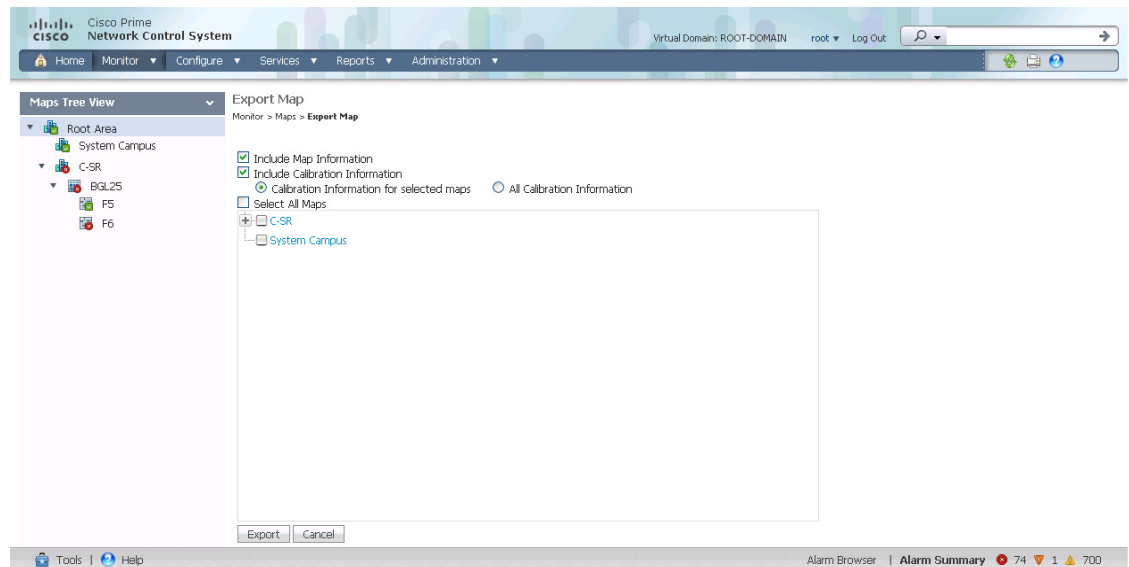 Cisco Prime
CISCO Network Control System
Virtual Domain: ROOT-DOMAIN root Log Out
Home Monitor Configure Services Reports Administration
Maps Tree View
Root Area
System Campus
C-SR
BGL25
F5
F6
Export Map
Monitor > Maps > Export Map
Include Map Information
Include Calibration Information
Calibration Information for selected maps All Calibration Information
Select All Maps
C-SR
System Campus
Export Cancel
Tools | Help
Alarm Browser | Alarm Summary 74 1 700